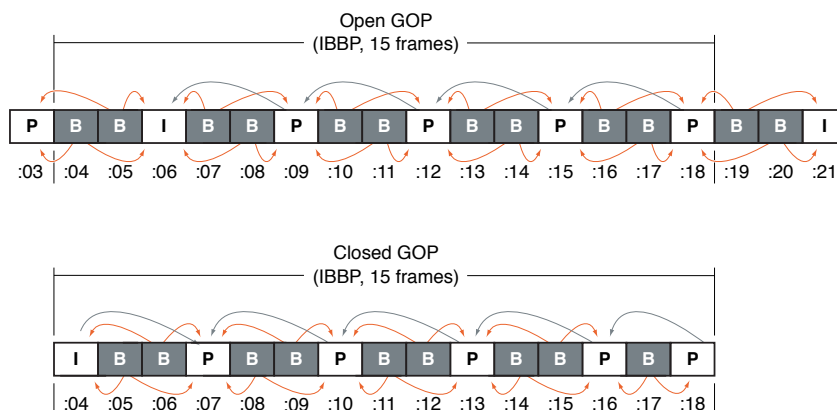 Open GOP
(IBBP, 15 frames)
P B B I B B P B B P B B P B B P B B I
:03 :04 :05 :06 :07 :08 :09 :10 :11 :12 :13 :14 :15 :16 :17 :18 :19 :20 :21
Closed GOP
(IBBP, 15 frames)
I B B P B B P B B P B B P B P
:04 :05 :06 :07 :08 :09 :10 :11 :12 :13 :14 :15 :16 :17 :18